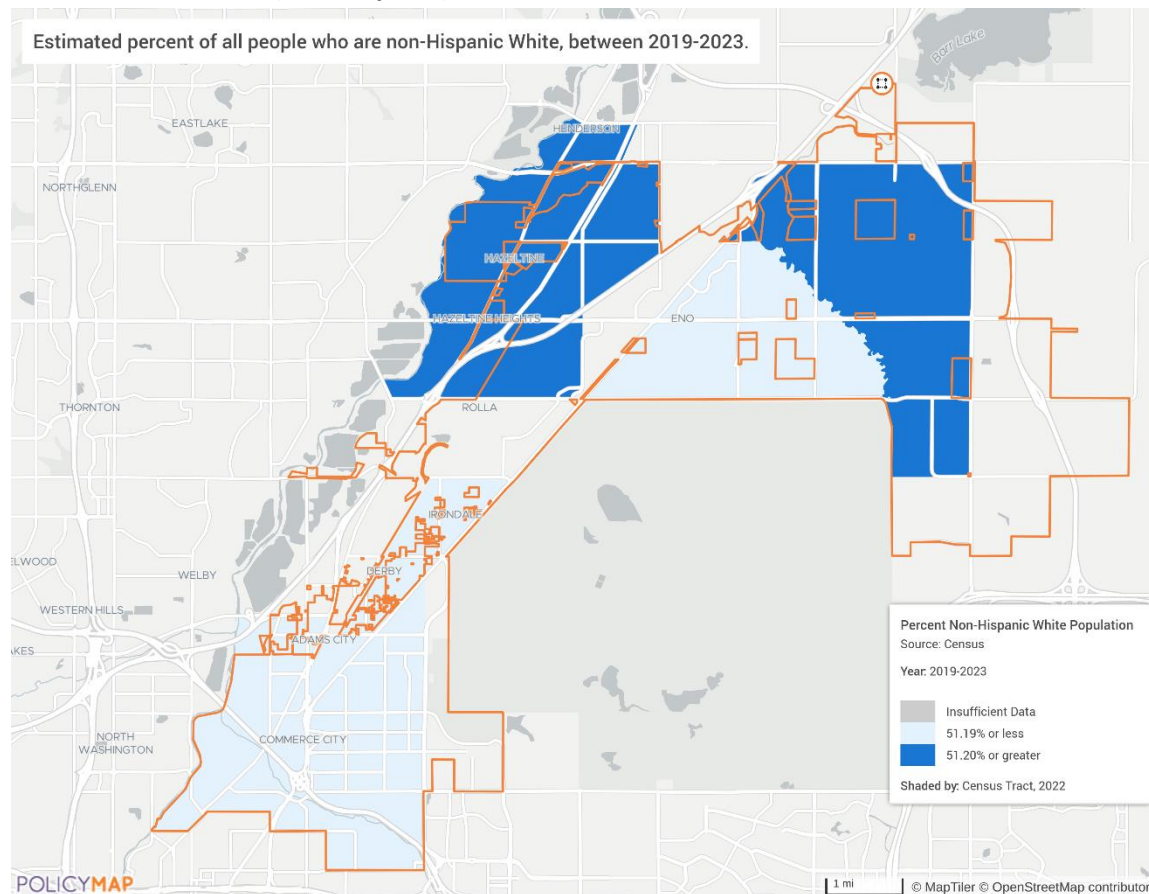 Estimated percent of all people who are non-Hispanic White, between 2019-2023.
Barr Lake
EASTLAKE
HENDERSON
NORTHGLENN
HAZELTINE
HAZELTINE HEIGHTS
ENO
THORNTON
ROLLA
IRONDALE
ELWOOD
WELBY
DERBY
WESTERN HILLS
ADAMS CITY
AKES
NORTH
WASHINGTON
COMMERCE CITY
Percent Non-Hispanic White Population
Source: Census
Year: 2019-2023
Insufficient Data
51.19% or less
51.20% or greater
Shaded by: Census Tract, 2022
POLICYMAP
1 mi
© MapTiler © OpenStreetMap contributor